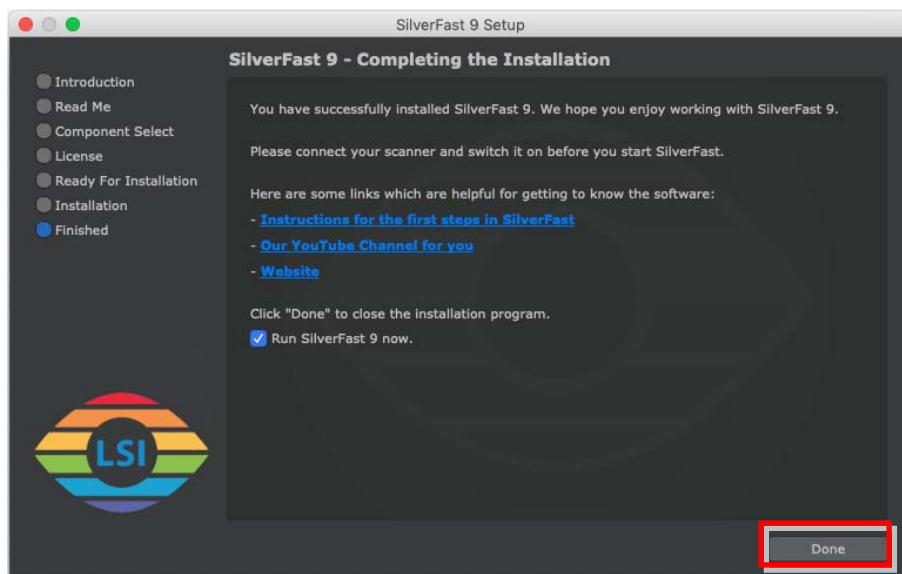 SilverFast 9 Setup
SilverFast 9 - Completing the Installation
Introduction
Read Me
Component Select
License
Ready For Installation
Installation
Finished
You have successfully installed SilverFast 9. We hope you enjoy working with SilverFast 9.
Please connect your scanner and switch it on before you start SilverFast.
Here are some links which are helpful for getting to know the software:
- Instructions for the first steps in SilverFast
- Our YouTube Channel for you
- Website
Click "Done" to close the installation program.
Run SilverFast 9 now.
LSI
Done